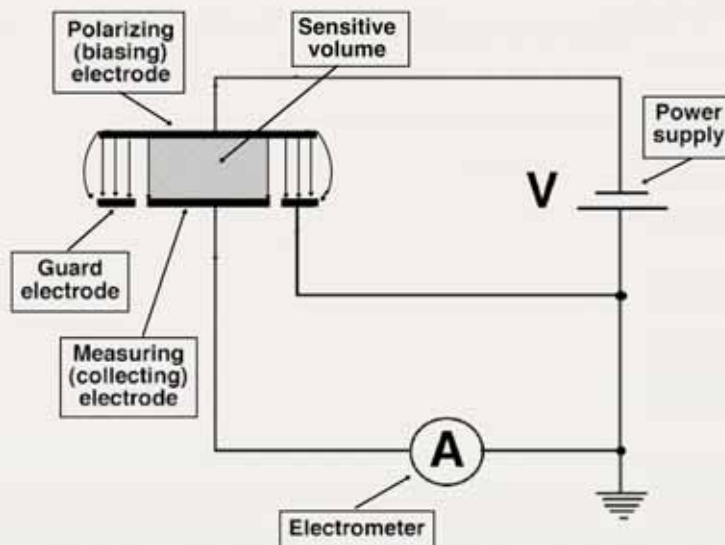 Polarizing
(biasing)
electrode
Sensitive
volume
Power
supply
V
Guard
electrode
Measuring
(collecting)
electrode
A
Electrometer